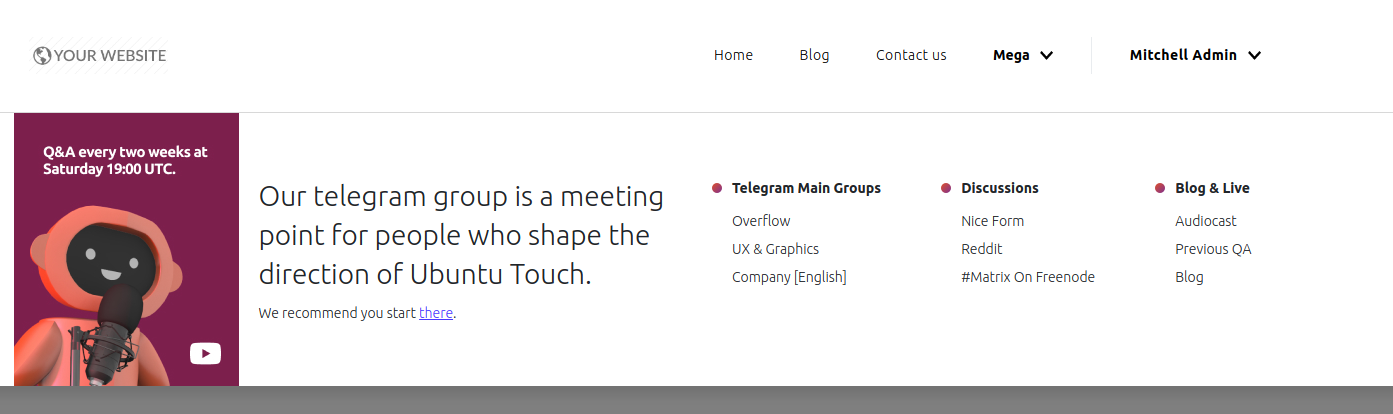 YOUR WEBSITE
Home
Blog
Contact us
Mega
Mitchell Admin
Q&A every two weeks at
Saturday 19:00 UTC.
Our telegram group is a meeting
point for people who shape the
direction of Ubuntu Touch.
We recommend you start there.
Telegram Main Groups
Overflow
UX & Graphics
Company [English]
Discussions
Nice Form
Reddit
#Matrix On Freenode
Blog & Live
Audiocast
Previous QA
Blog